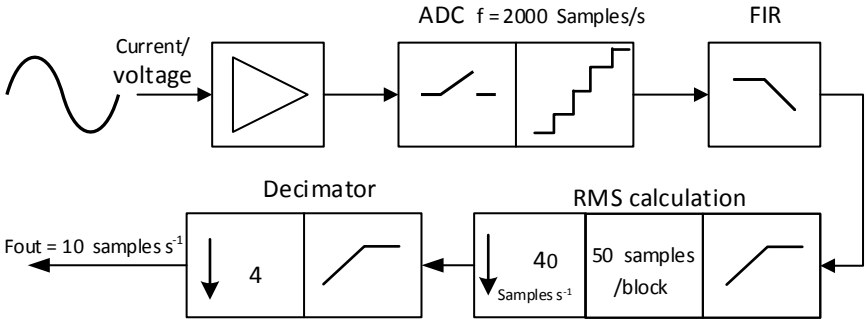 ADC f = 2000 Samples/s
FIR
Current/
voltage
Decimator
RMS calculation
Fout = 10 samples s⁻¹
4
40
Samples s⁻¹
50 samples
/block